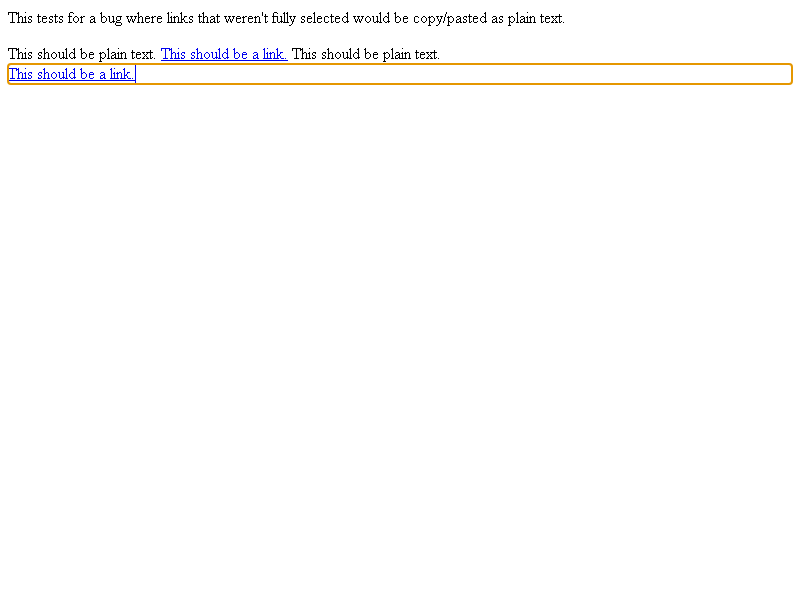 This tests for a bug where links that weren't fully selected would be copy/pasted as plain text.
This should be plain text. This should be a link. This should be plain text.
This should be a link.